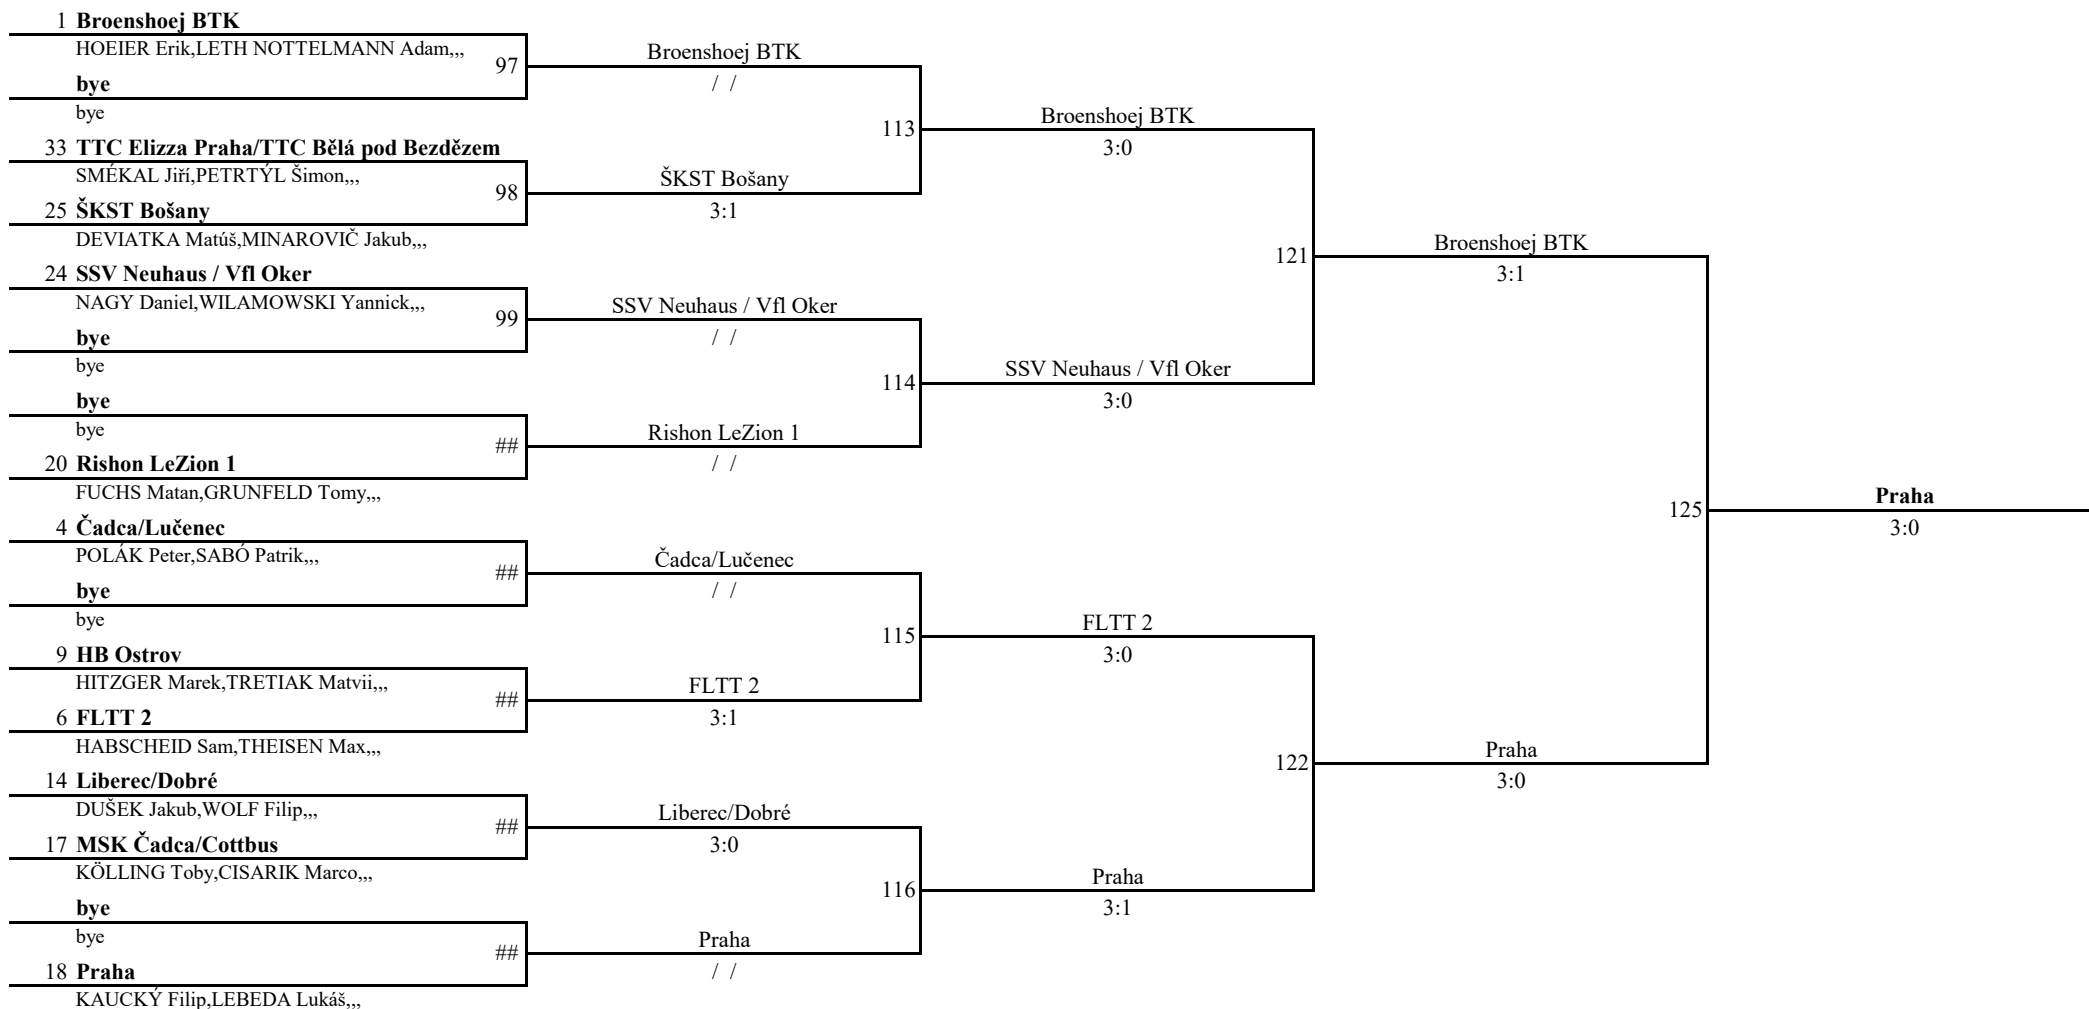 1 Broenshoej BTK
HOEIER Erik,LETH NOTTELMANN Adam,,,
97
Broenshoej BTK
/ /
bye
bye
113
Broenshoej BTK
3:0
33 TTC Elizza Praha/TTC Bělá pod Bezdězem
SMÉKAL Jiří,PETRTÝL Šimon,,,
98
ŠKST Bošany
3:1
25 ŠKST Bošany
DEVIATKA Matúš,MINAROVIČ Jakub,,,
121
Broenshoej BTK
3:1
24 SSV Neuhaus / Vfl Oker
NAGY Daniel,WILAMOWSKI Yannick,,,
99
SSV Neuhaus / Vfl Oker
/ /
bye
bye
114
SSV Neuhaus / Vfl Oker
3:0
bye
bye
##
Rishon LeZion 1
/ /
20 Rishon LeZion 1
FUCHS Matan,GRUNFELD Tomy,,,
125
Praha
3:0
4 Čadca/Lučenec
POLÁK Peter,SABÓ Patrik,,,
##
Čadca/Lučenec
/ /
bye
bye
115
FLTT 2
3:0
9 HB Ostrov
HITZGER Marek,TRETIAK Matvii,,,
##
FLTT 2
3:1
6 FLTT 2
HABSCHEID Sam,THEISEN Max,,,
122
Praha
3:0
14 Liberec/Dobré
DUŠEK Jakub,WOLF Filip,,,
##
Liberec/Dobré
3:0
17 MSK Čadca/Cottbus
KÖLLING Toby,CISARIK Marco,,,
116
Praha
3:1
bye
bye
##
Praha
/ /
18 Praha
KAUCKÝ Filip,LEBEDA Lukáš,,,